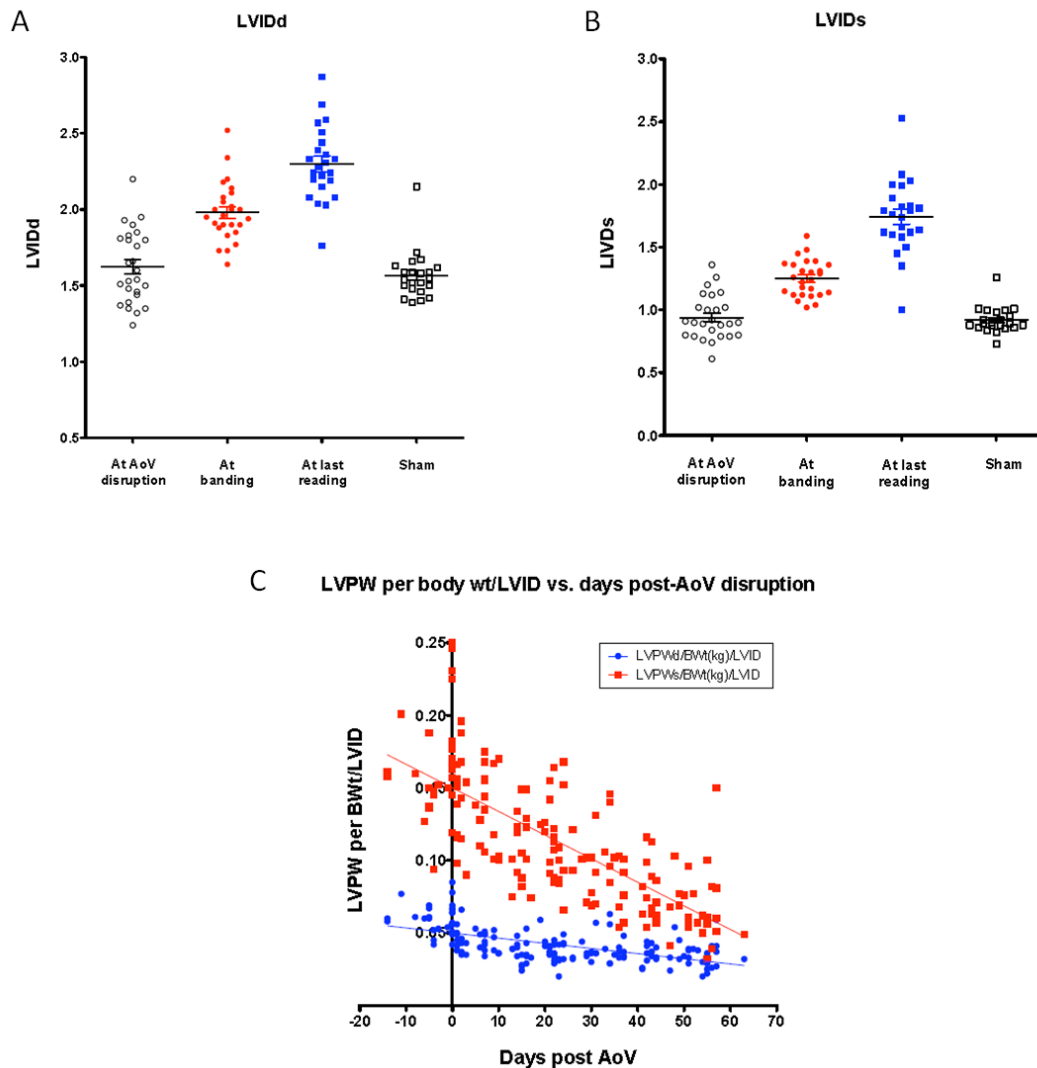 A
LVIDd
LVIDd
3.0
2.5
2.0
1.5
1.0
0.5
At AoV
disruption
At
banding
At last
reading
Sham
B
LVIDs
LIVDs
3.0
2.5
2.0
1.5
1.0
0.5
0.0
At AoV
disruption
At
banding
At last
reading
Sham
C
LVPW per body wt/LVID vs. days post-AoV disruption
LVPWd/BWt(kg)/LVID
LVPWs/BWt(kg)/LVID
LVPW per BWt/LVID
0.25
0.20
0.15
0.10
0.05
-20 -10 0 10 20 30 40 50 60 70
Days post AoV